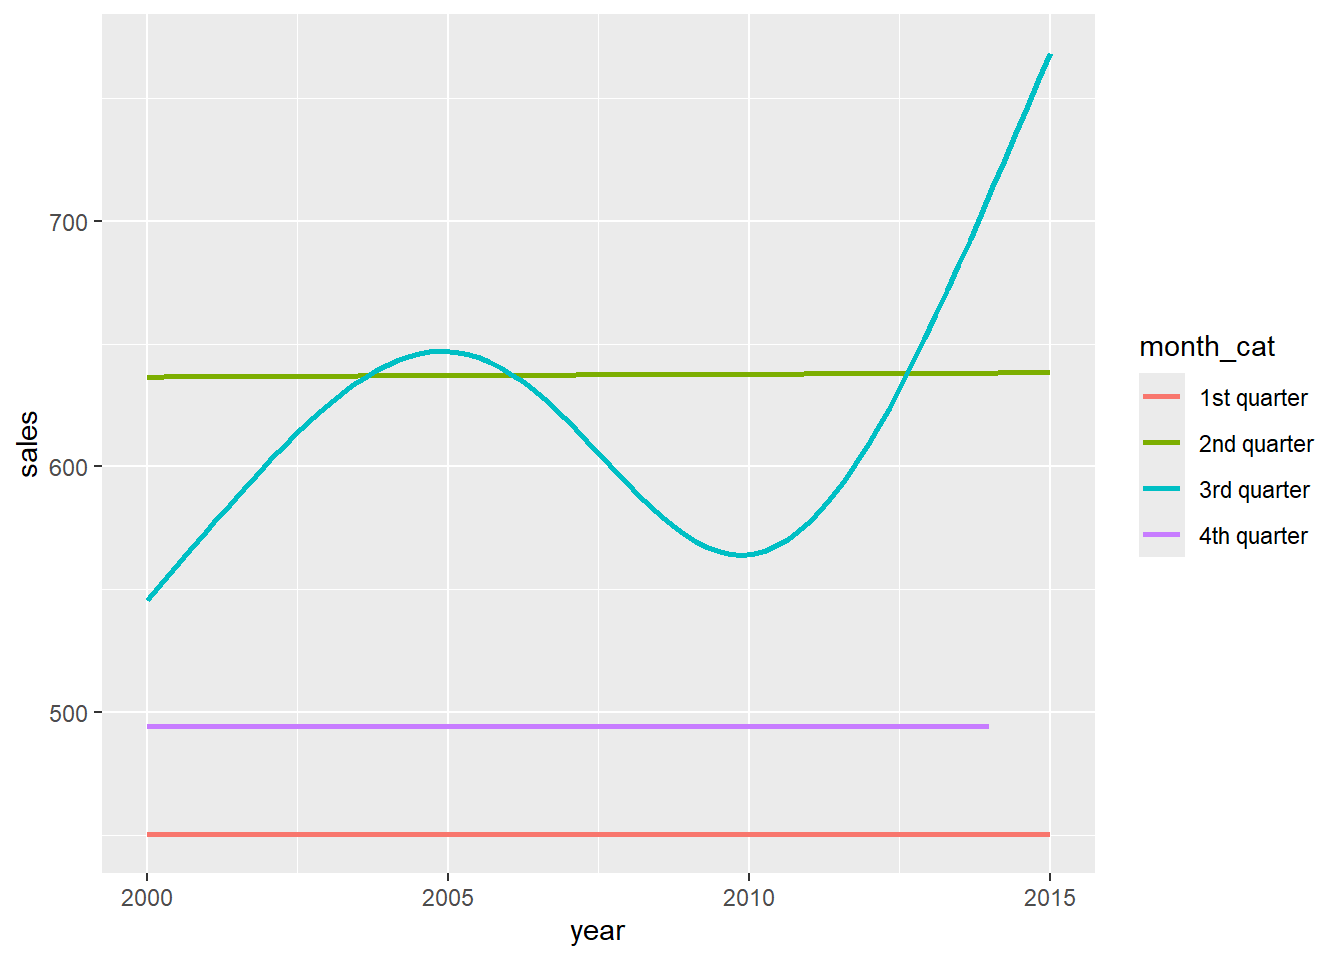 700
600
500
sales
2000
2005
2010
2015
year
month_cat
1st quarter
2nd quarter
3rd quarter
4th quarter